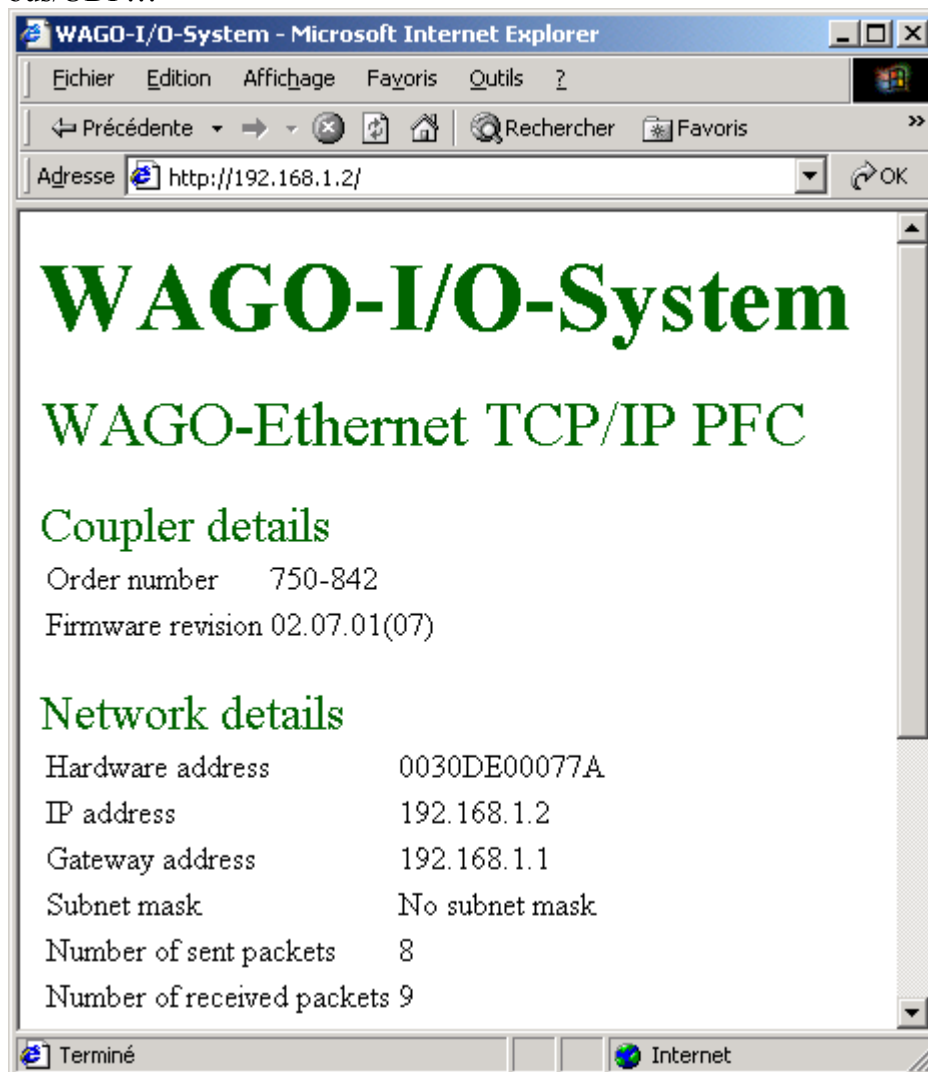 WAGO-I/O-System - Microsoft Internet Explorer
Fichier Edition Affichage Favoris Outils ?
Précédente Rechercher Favoris »
Adresse http://192.168.1.2/ OK
WAGO-I/O-System
WAGO-Ethernet TCP/IP PFC
Coupler details
Order number 750-842
Firmware revision 02.07.01(07)
Network details
Hardware address 0030DE00077A
IP address 192.168.1.2
Gateway address 192.168.1.1
Subnet mask No subnet mask
Number of sent packets 8
Number of received packets 9
Terminé Internet